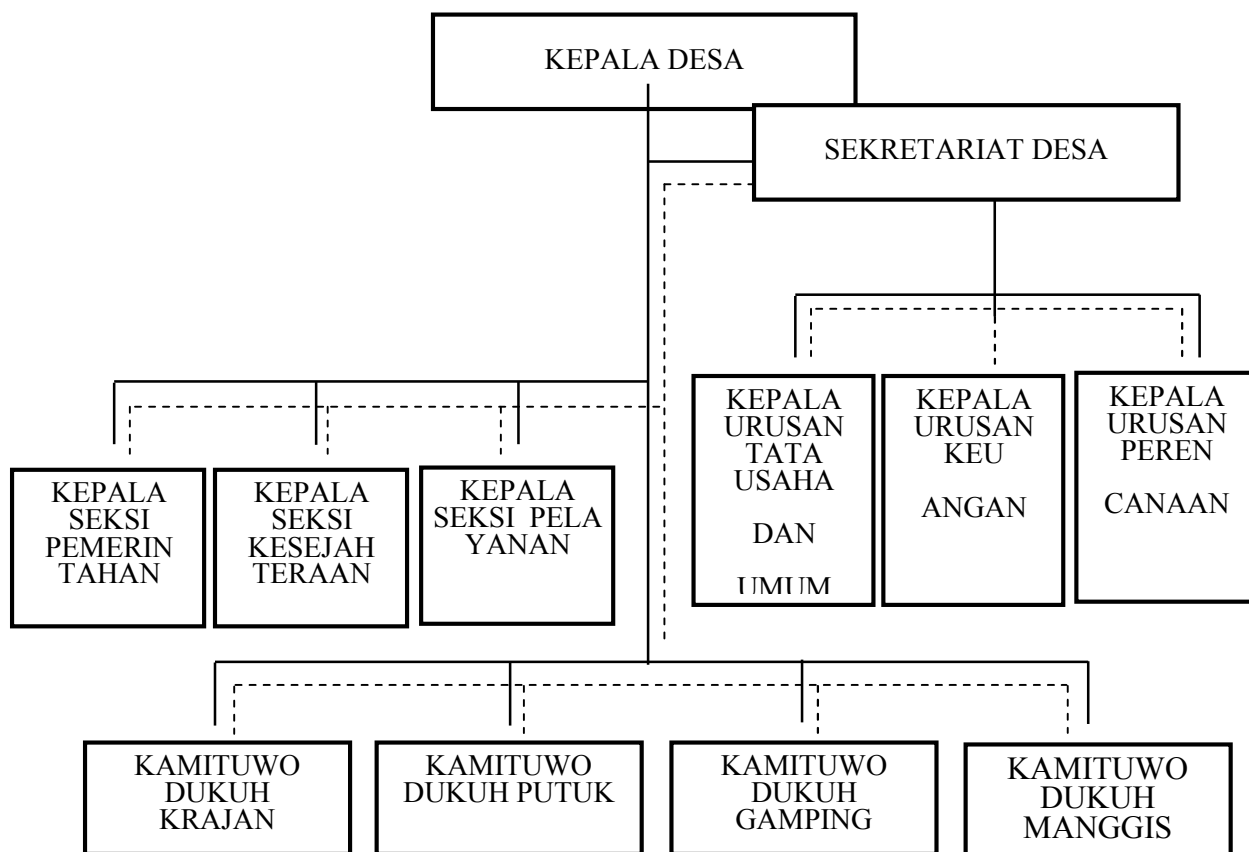 KEPALA DESA
SEKRETARIAT DESA
KEPALA
URUSAN
TATA
USAHA
DAN
UMUM
KEPALA
URUSAN
KEU
ANGAN
KEPALA
URUSAN
PEREN
CANAAN
KEPALA
SEKSI
PEMERIN
TAHAN
KEPALA
SEKSI
KESEJAH
TERAAN
KEPALA
SEKSI PELA
YANAN
KAMITUWO
DUKUH
KRAJAN
KAMITUWO
DUKUH PUTUK
KAMITUWO
DUKUH
GAMPING
KAMITUWO
DUKUH
MANGGIS